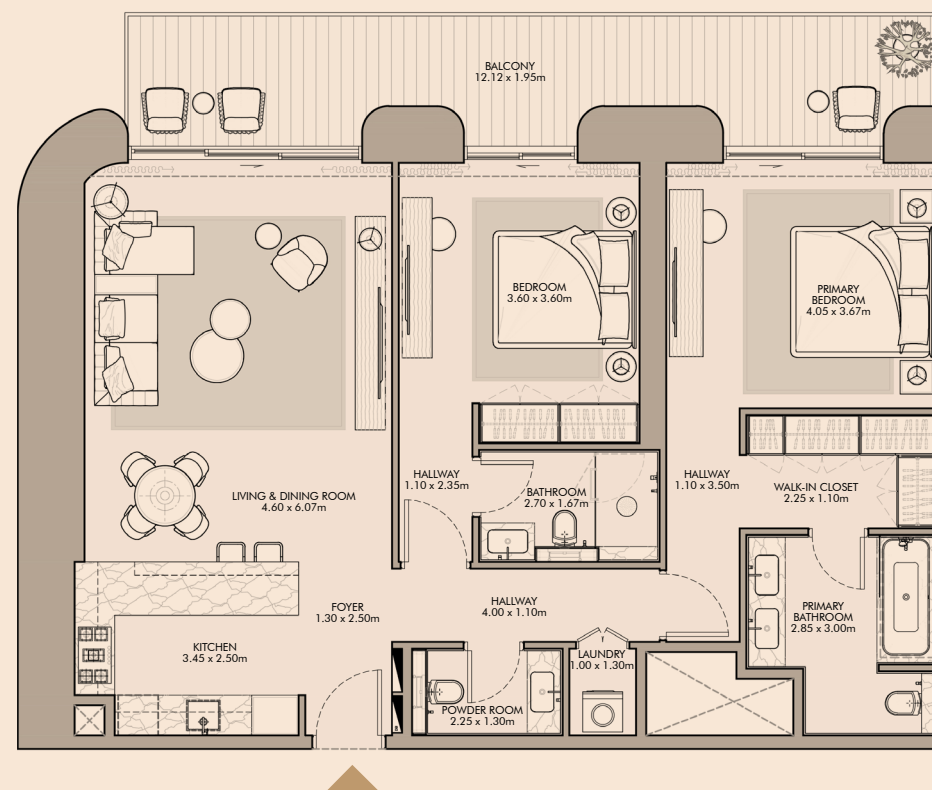 BALCONY
12.12 x 1.95m
BEDROOM
3.60 x 3.60m
PRIMARY
BEDROOM
4.05 x 3.67m
LIVING & DINING ROOM
4.60 x 6.07m
HALLWAY
1.10 x 2.35m
BATHROOM
2.70 x 1.67m
HALLWAY
1.10 x 3.50m
WALK-IN CLOSET
2.25 x 1.10m
FOYER
1.30 x 2.50m
HALLWAY
4.00 x 1.10m
PRIMARY
BATHROOM
2.85 x 3.00m
KITCHEN
3.45 x 2.50m
LAUNDRY
1.00 x 1.30m
POWDER ROOM
2.25 x 1.30m